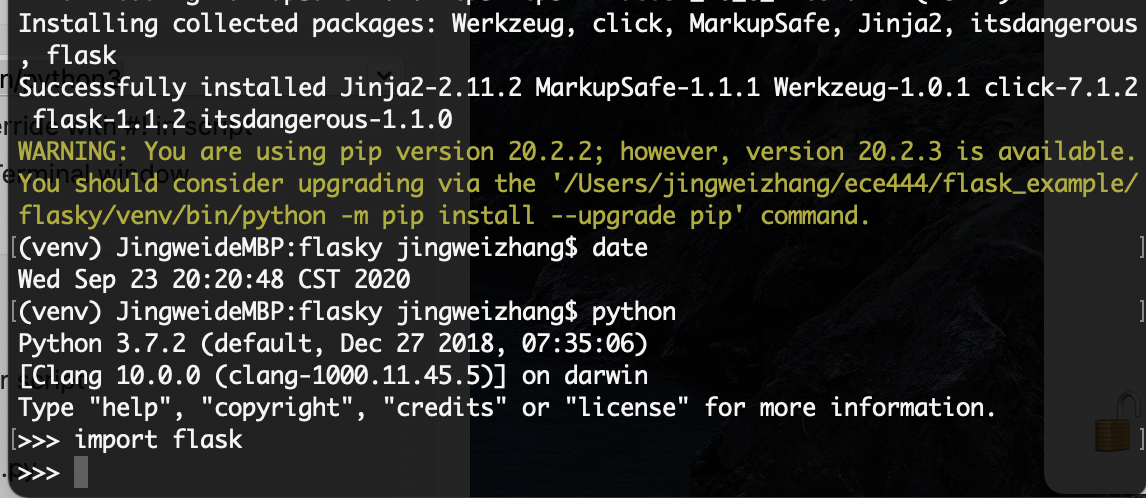 Installing collected packages: Werkzeug, click, MarkupSafe, Jinja2, itsdangerous
, flask
Successfully installed Jinja2-2.11.2 MarkupSafe-1.1.1 Werkzeug-1.0.1 click-7.1.2
flask-1.1.2 itsdangerous-1.1.0
WARNING: You are using pip version 20.2.2; however, version 20.2.3 is available.
You should consider upgrading via the '/Users/jingweizhang/ece444/flask_example/
flasky/venv/bin/python -m pip install --upgrade pip' command.
[(venv) JingweideMBP:flasky jingweizhang$ date ]
Wed Sep 23 20:20:48 CST 2020
[(venv) JingweideMBP:flasky jingweizhang$ python ]
Python 3.7.2 (default, Dec 27 2018, 07:35:06)
[Clang 10.0.0 (clang-1000.11.45.5)] on darwin
Type "help", "copyright", "credits" or "license" for more information.
[>>> import flask ]
>>>